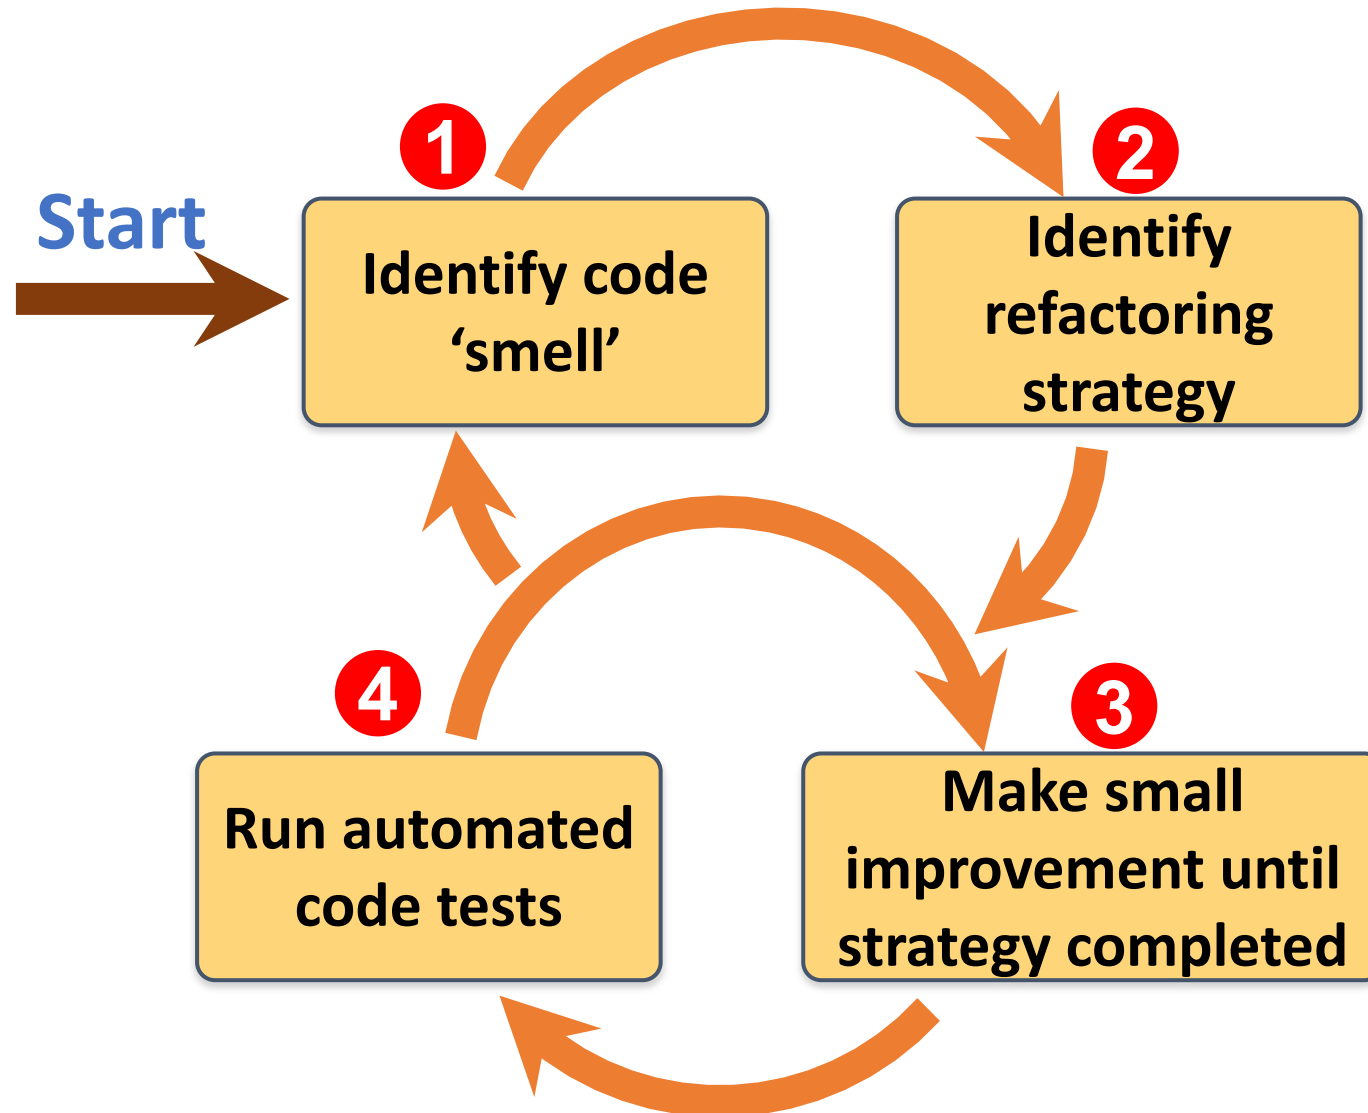 Start
1
Identify code
‘smell’
2
Identify
refactoring
strategy
3
Make small
improvement until
strategy completed
4
Run automated
code tests